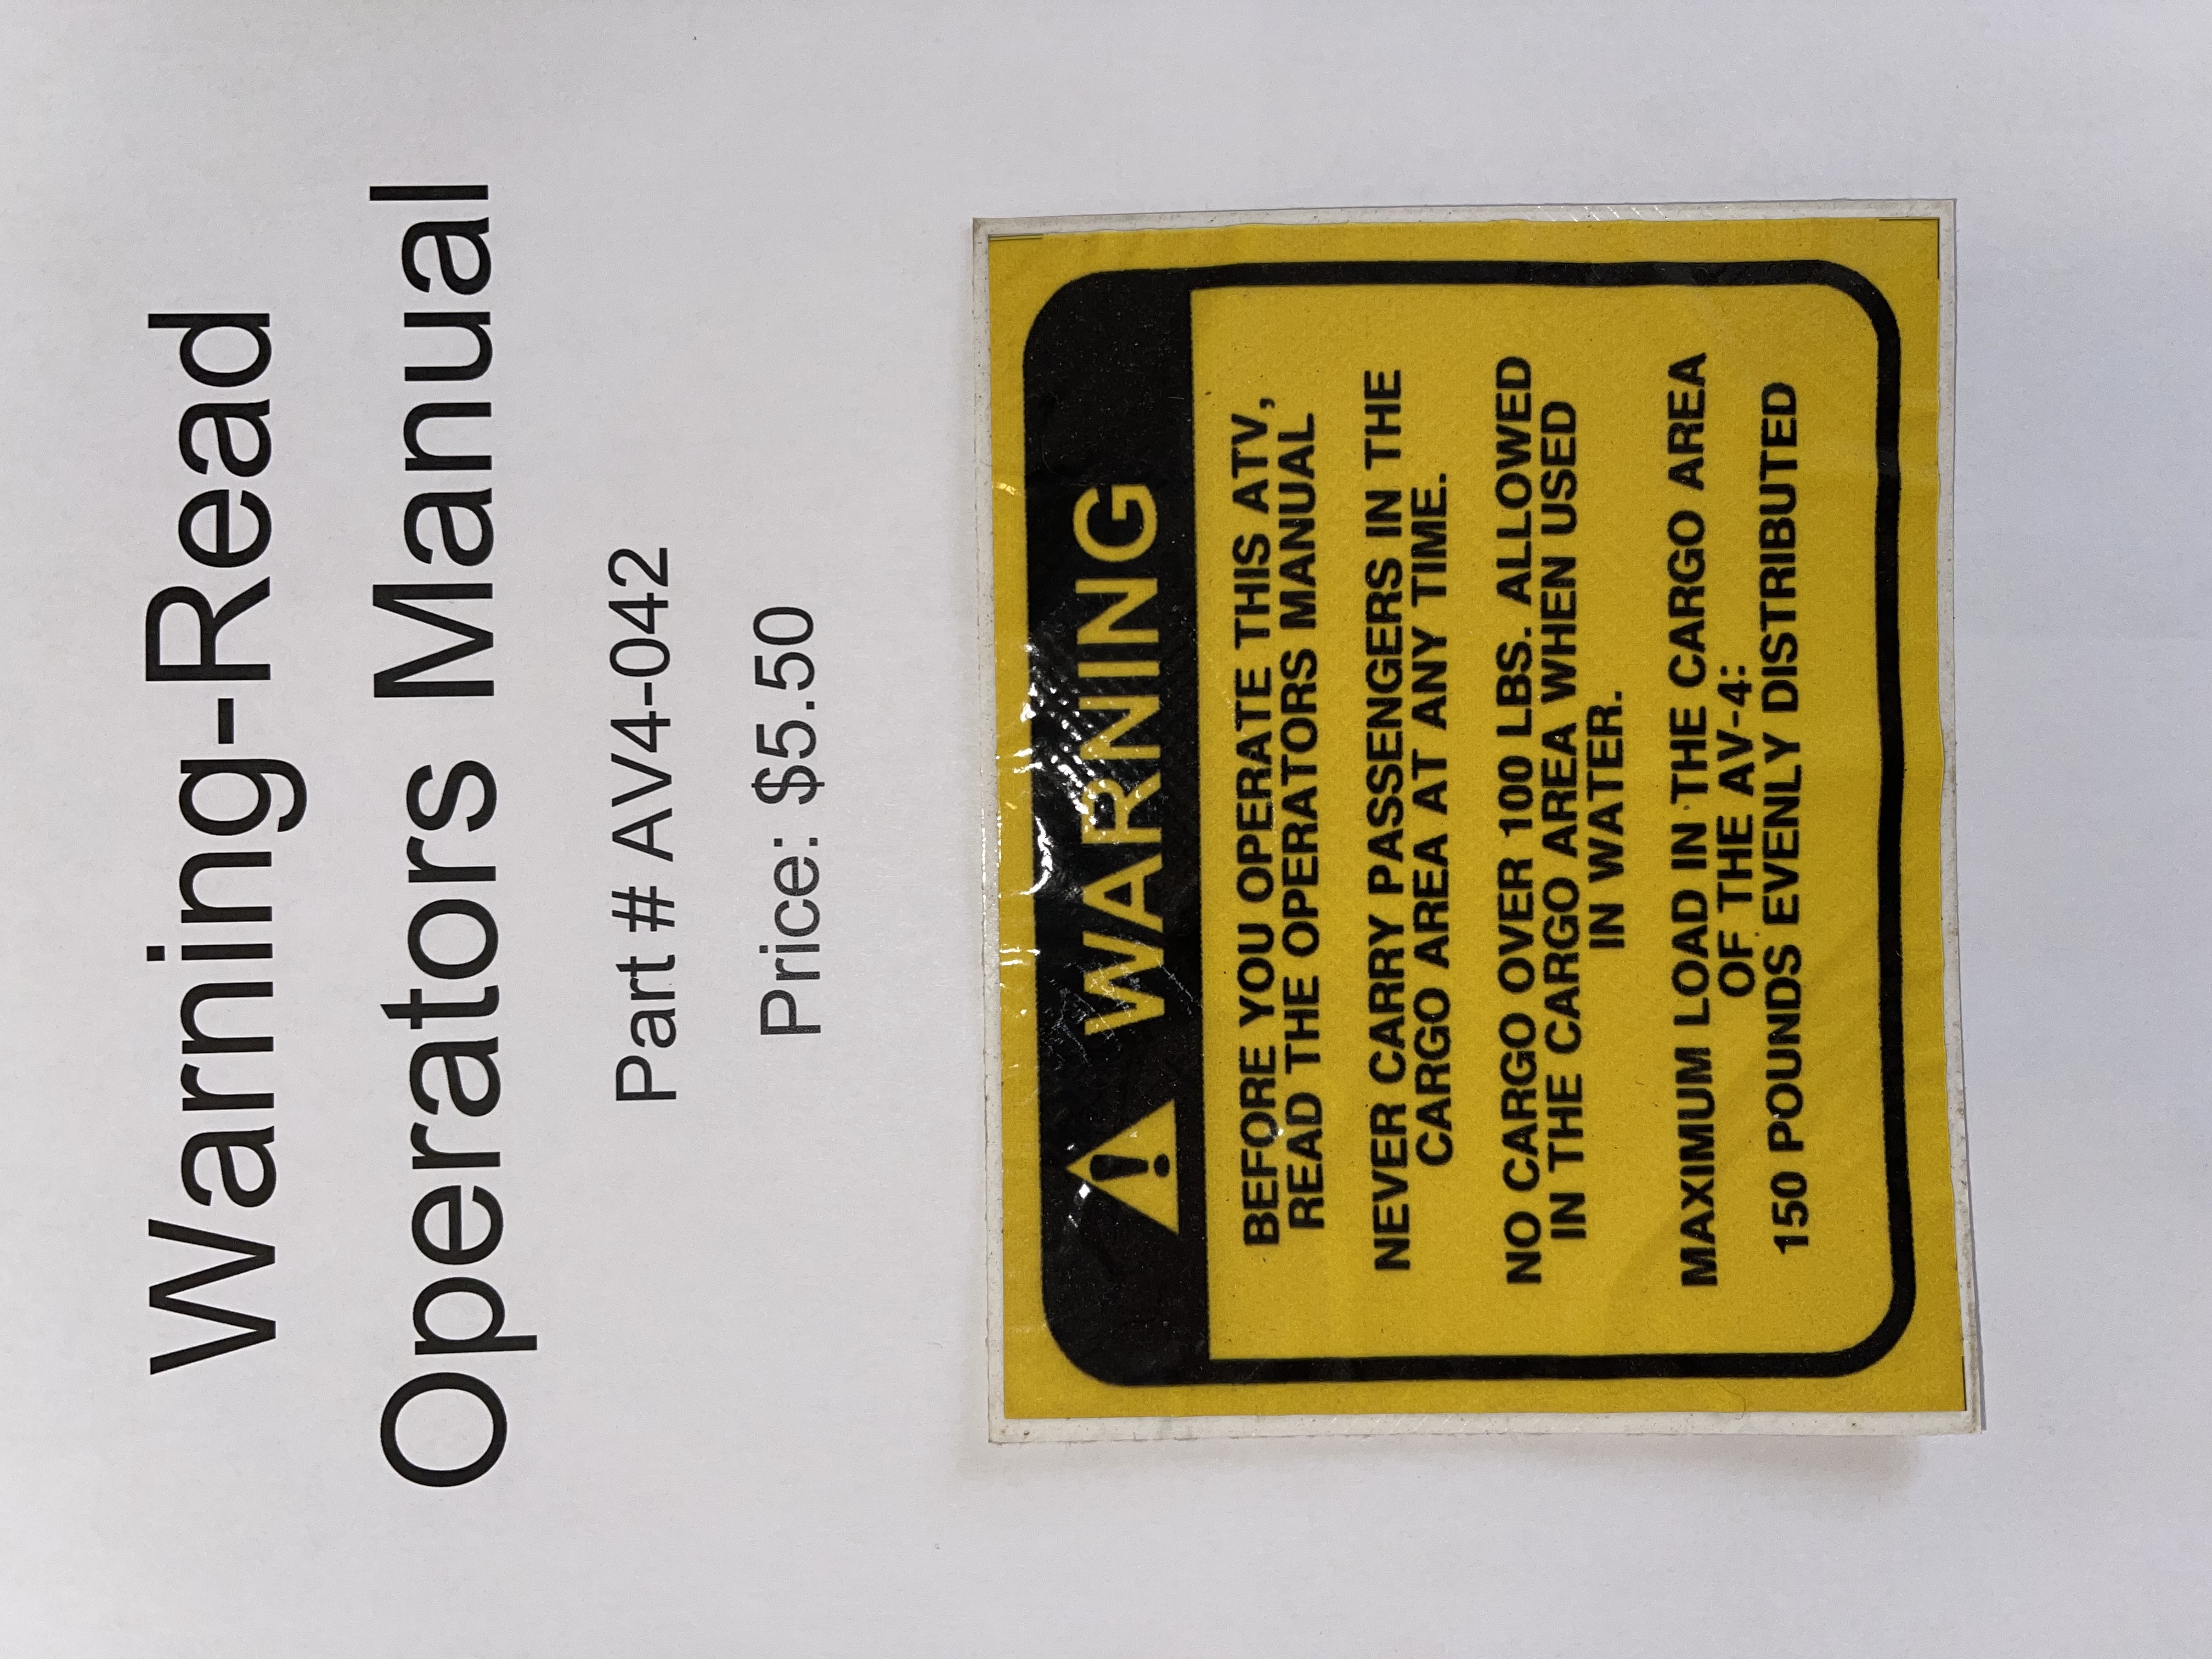 Warning-Read
Operators Manual
Part # AV4-042
Price: $5.50
WARNING
BEFORE YOU OPERATE THIS ATV,
READ THE OPERATORS MANUAL
NEVER CARRY PASSENGERS IN THE
CARGO AREA AT ANY TIME.
NO CARGO OVER 100 LBS. ALLOWED
IN THE CARGO AREA WHEN USED
IN WATER.
MAXIMUM LOAD IN THE CARGO AREA
OF THE AV-4:
150 POUNDS EVENLY DISTRIBUTED